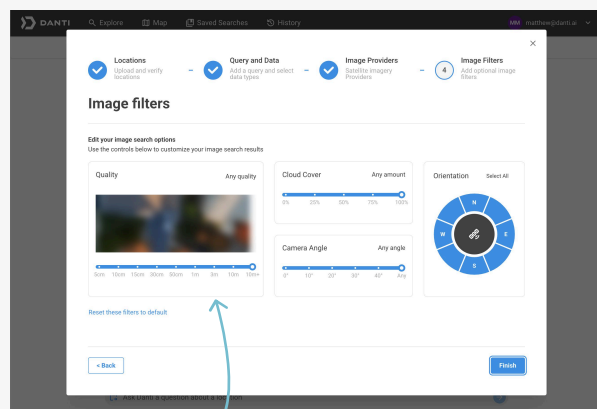 DANTI
Explore
Map
Saved Searches
History
MM matthew@danti.ai
Locations
Upload and verify
locations
Query and Data
Add a query and select
data types
Image Providers
Satellite imagery
Providers
4
Image Filters
Add optional image
filters
Image filters
Edit your image search options
Use the controls below to customize your image search results
Quality
Any quality
5cm 10cm 15cm 30cm 50cm 1m 3m 10m 10m+
Cloud Cover
Any amount
0% 25% 50% 75% 100%
Camera Angle
Any angle
0° 10° 20° 30° 40° Any
Orientation
Select All
N
W
E
S
Reset these filters to default
< Back
Finish
Ask Danti a question about a location